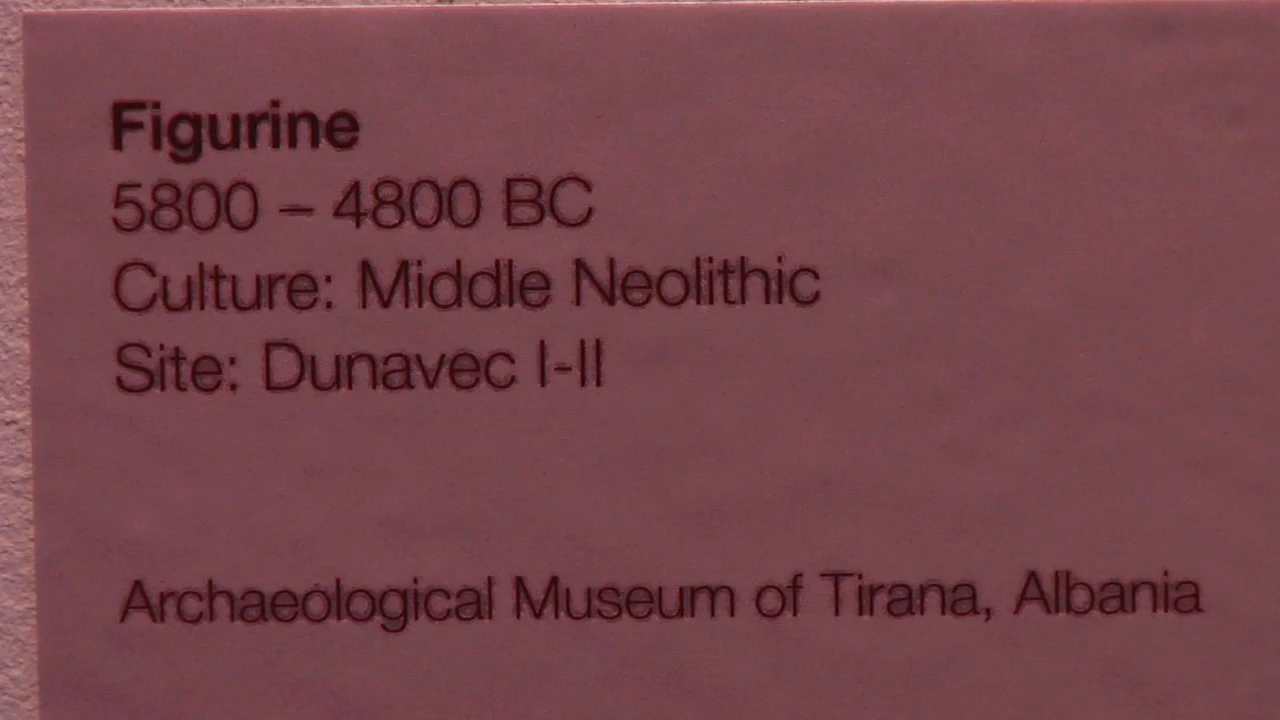 Figurine
5800 – 4800 BC
Culture: Middle Neolithic
Site: Dunavec I-II
Archaeological Museum of Tirana, Albania